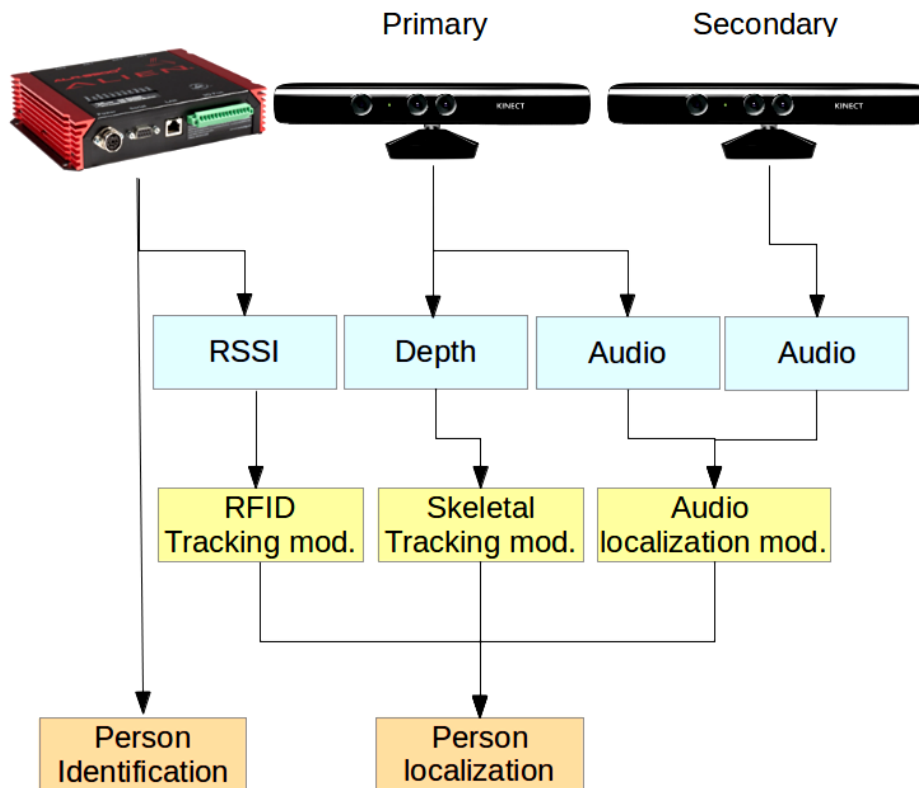 Primary
Secondary
ALIEN
KINECT
KINECT
RSSI
Depth
Audio
Audio
RFID
Tracking mod.
Skeletal
Tracking mod.
Audio
localization mod.
Person
Identification
Person
localization